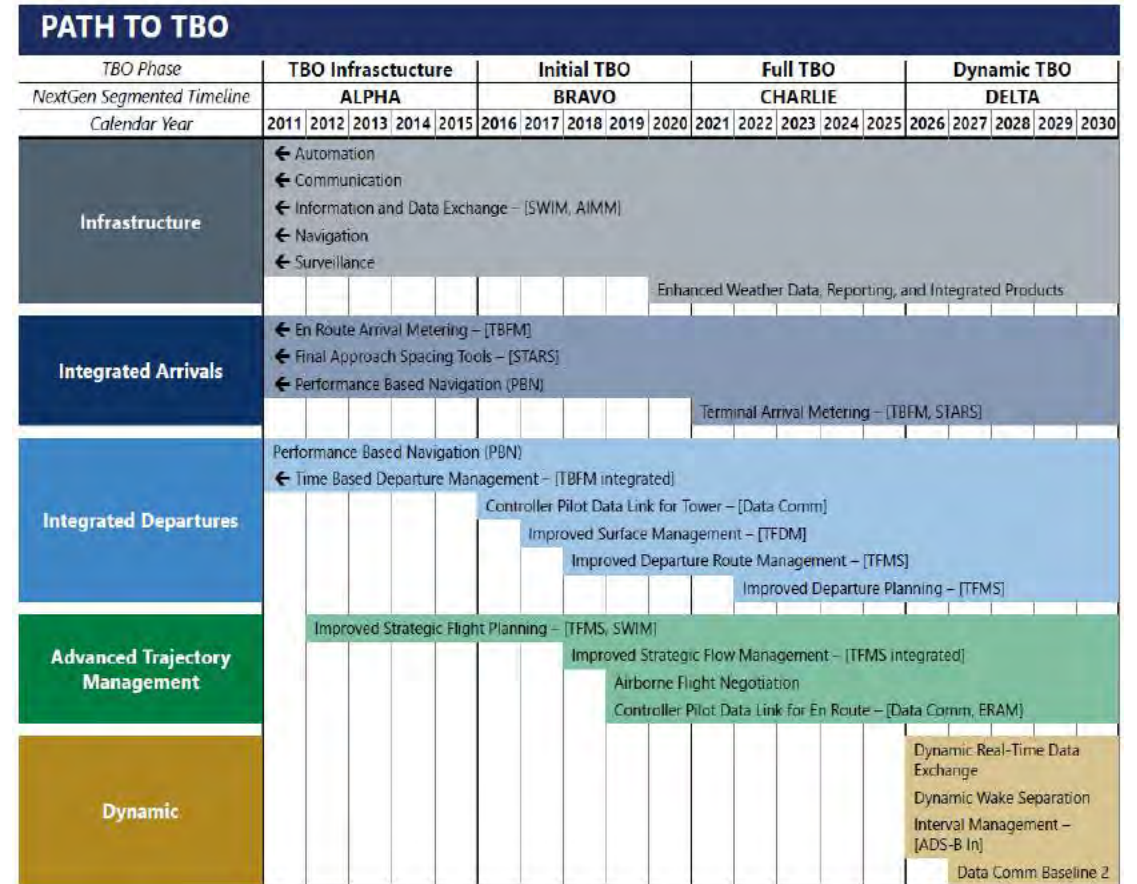 PATH TO TBO
TBO Phase TBO Infrasctucture Initial TBO Full TBO Dynamic TBO
NextGen Segmented Timeline ALPHA BRAVO CHARLIE DELTA
Calendar Year 2011 2012 2013 2014 2015 2016 2017 2018 2019 2020 2021 2022 2023 2024 2025 2026 2027 2028 2029 2030
Infrastructure
← Automation
← Communication
← Information and Data Exchange – [SWIM, AIMM]
← Navigation
← Surveillance
Enhanced Weather Data, Reporting, and Integrated Products
Integrated Arrivals
← En Route Arrival Metering – [TBFM]
← Final Approach Spacing Tools – [STARS]
← Performance Based Navigation (PBN)
Terminal Arrival Metering – [TBFM, STARS]
Integrated Departures
Performance Based Navigation (PBN)
← Time Based Departure Management – [TBFM integrated]
Controller Pilot Data Link for Tower – [Data Comm]
Improved Surface Management – [TFDM]
Improved Departure Route Management – [TFMS]
Improved Departure Planning – [TFMS]
Advanced Trajectory
Management
Improved Strategic Flight Planning – [TFMS, SWIM]
Improved Strategic Flow Management – [TFMS integrated]
Airborne Flight Negotiation
Controller Pilot Data Link for En Route – [Data Comm, ERAM]
Dynamic
Dynamic Real-Time Data
Exchange
Dynamic Wake Separation
Interval Management –
[ADS-B In]
Data Comm Baseline 2